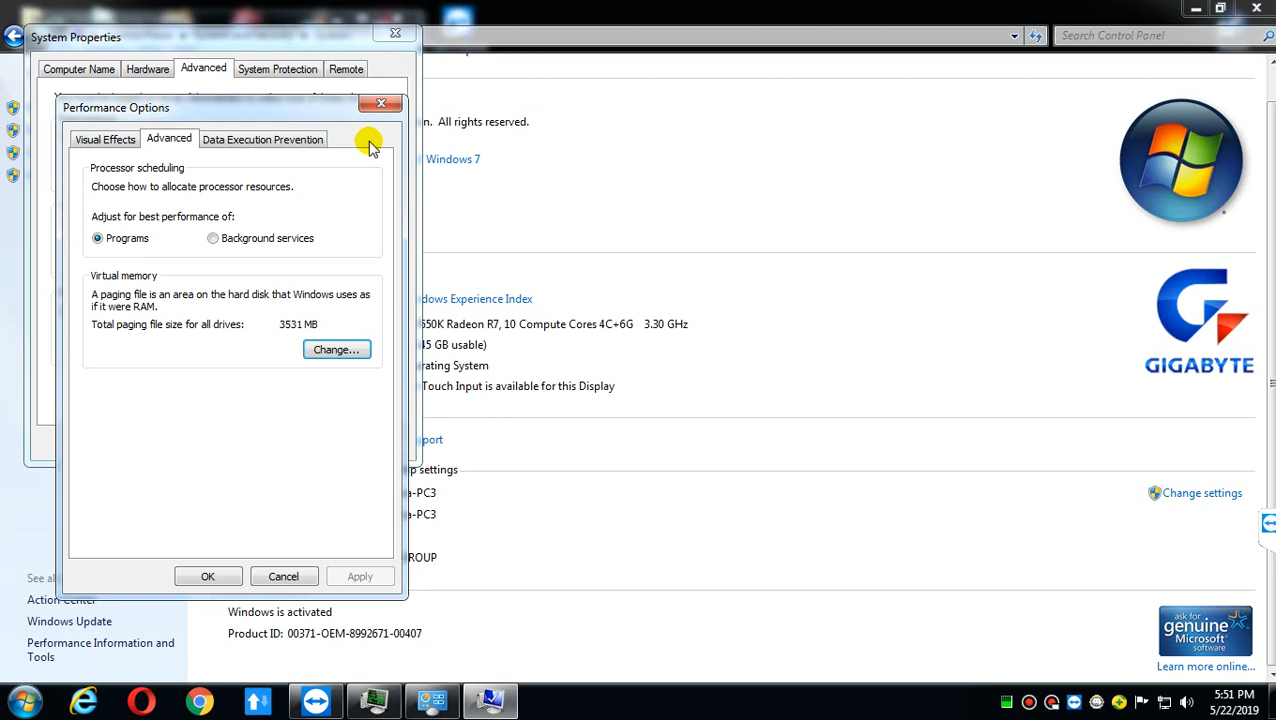 System Properties
Search Control Panel
Computer Name
Hardware
Advanced
System Protection
Remote
Performance Options
Visual Effects
Advanced
Data Execution Prevention
Processor scheduling
Choose how to allocate processor resources.
Adjust for best performance of:
Programs
Background services
Virtual memory
A paging file is an area on the hard disk that Windows uses as
if it were RAM.
Total paging file size for all drives:
3531 MB
Change...
OK
Cancel
Apply
n. All rights reserved.
Windows 7
dows Experience Index
50K Radeon R7, 10 Compute Cores 4C+6G 3.30 GHz
45 GB usable)
rating System
Touch Input is available for this Display
port
p settings
a-PC3
a-PC3
ROUP
GIGABYTE
Change settings
See al
Action Center
Windows Update
Performance Information and
Tools
Windows is activated
Product ID: 00371-OEM-8992671-00407
ask for
genuine
Microsoft
software
Learn more online...
5:51 PM
5/22/2019